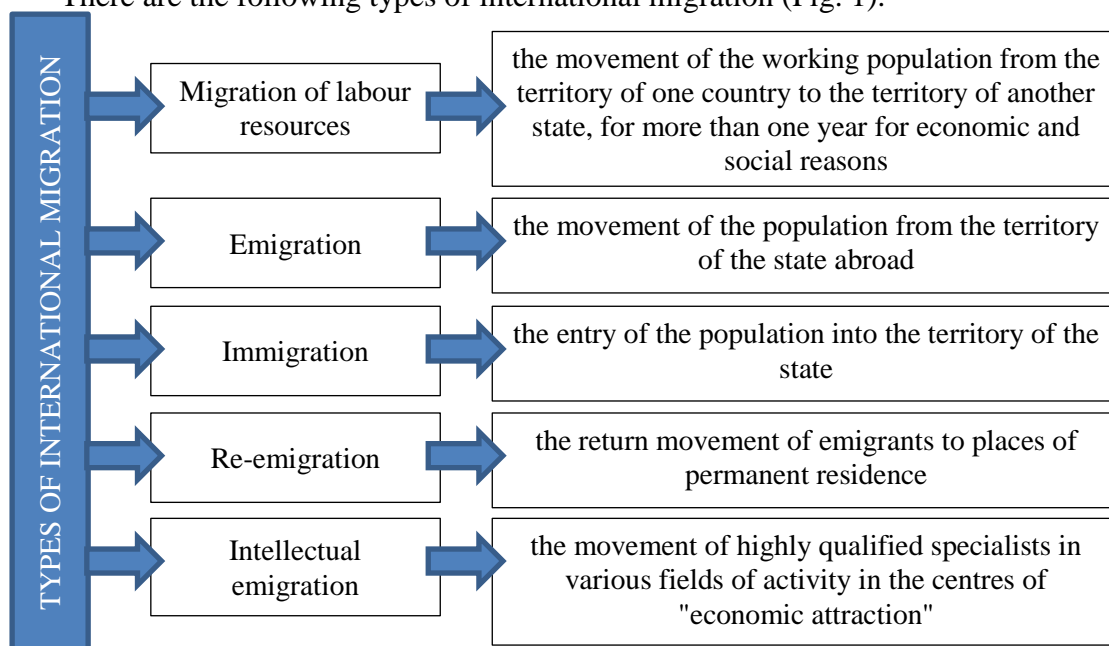 There are the following types of international migration (Fig. 1).
TYPES OF INTERNATIONAL MIGRATION
Migration of labour
resources
the movement of the working population from the
territory of one country to the territory of another
state, for more than one year for economic and
social reasons
Emigration
the movement of the population from the territory
of the state abroad
Immigration
the entry of the population into the territory of the
state
Re-emigration
the return movement of emigrants to places of
permanent residence
Intellectual
emigration
the movement of highly qualified specialists in
various fields of activity in the centres of
"economic attraction"